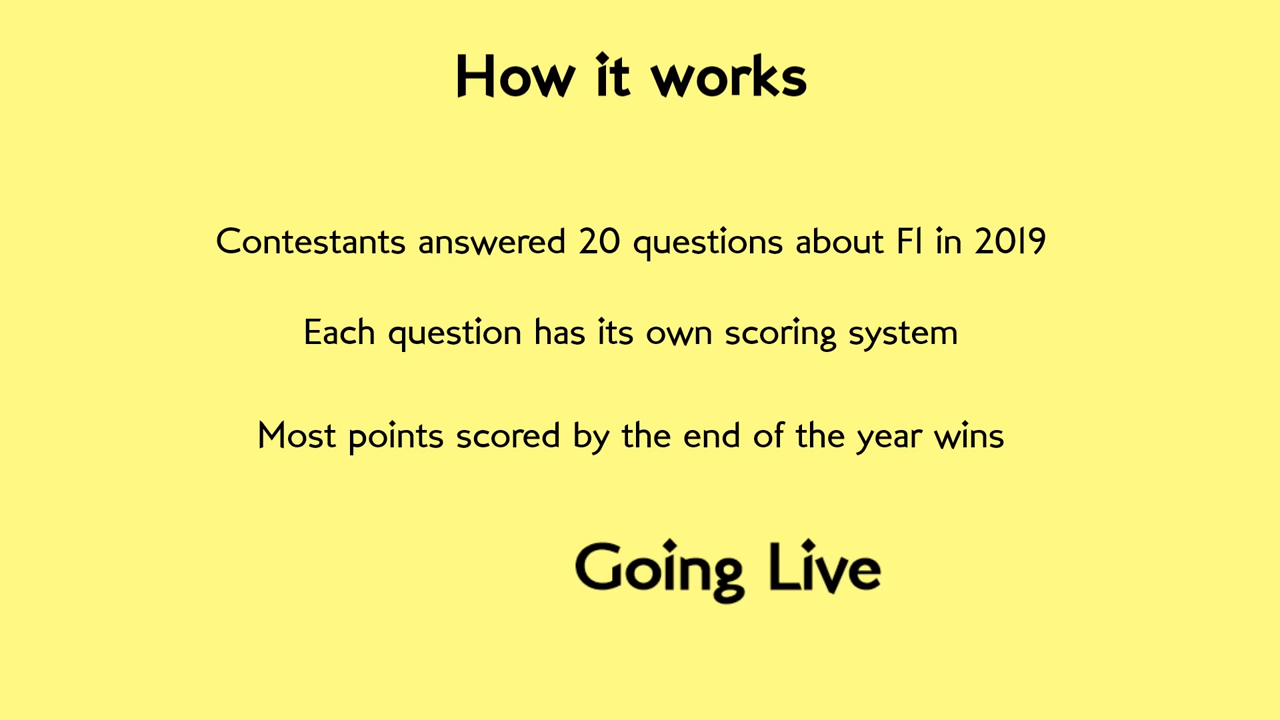 How it works
Contestants answered 20 questions about F1 in 2019
Each question has its own scoring system
Most points scored by the end of the year wins
Going Live